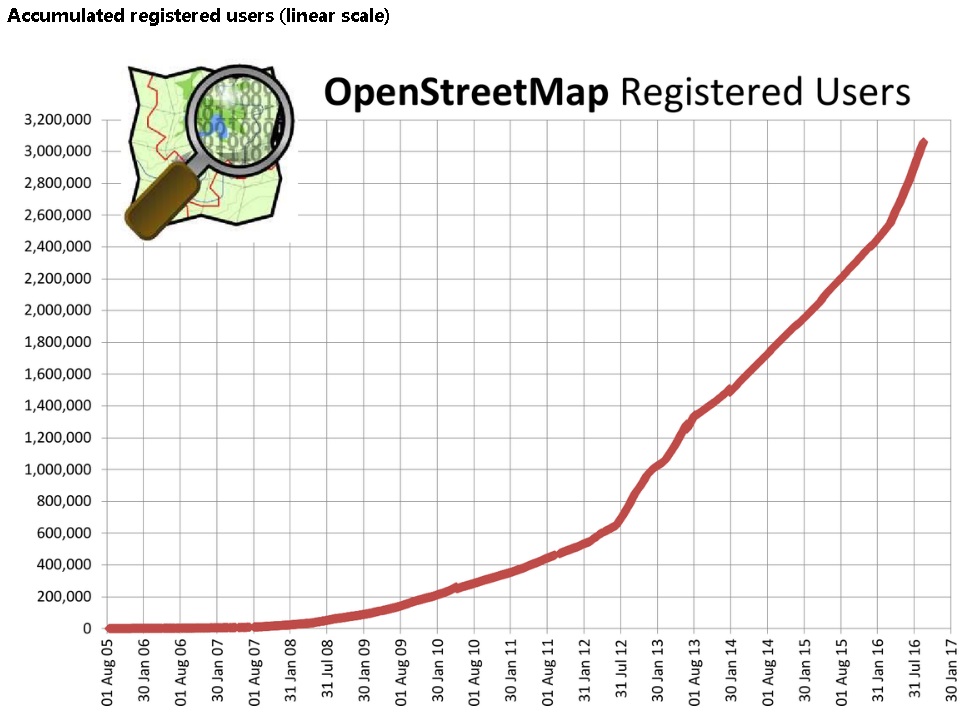 Accumulated registered users (linear scale)
OpenStreetMap Registered Users
3,200,000
3,000,000
2,800,000
2,600,000
2,400,000
2,200,000
2,000,000
1,800,000
1,600,000
1,400,000
1,200,000
1,000,000
800,000
600,000
400,000
200,000
0
01 Aug 05
30 Jan 06
01 Aug 06
30 Jan 07
01 Aug 07
31 Jan 08
31 Jul 08
30 Jan 09
01 Aug 09
30 Jan 10
01 Aug 10
30 Jan 11
01 Aug 11
31 Jan 12
31 Jul 12
30 Jan 13
01 Aug 13
30 Jan 14
01 Aug 14
30 Jan 15
01 Aug 15
31 Jan 16
31 Jul 16
30 Jan 17